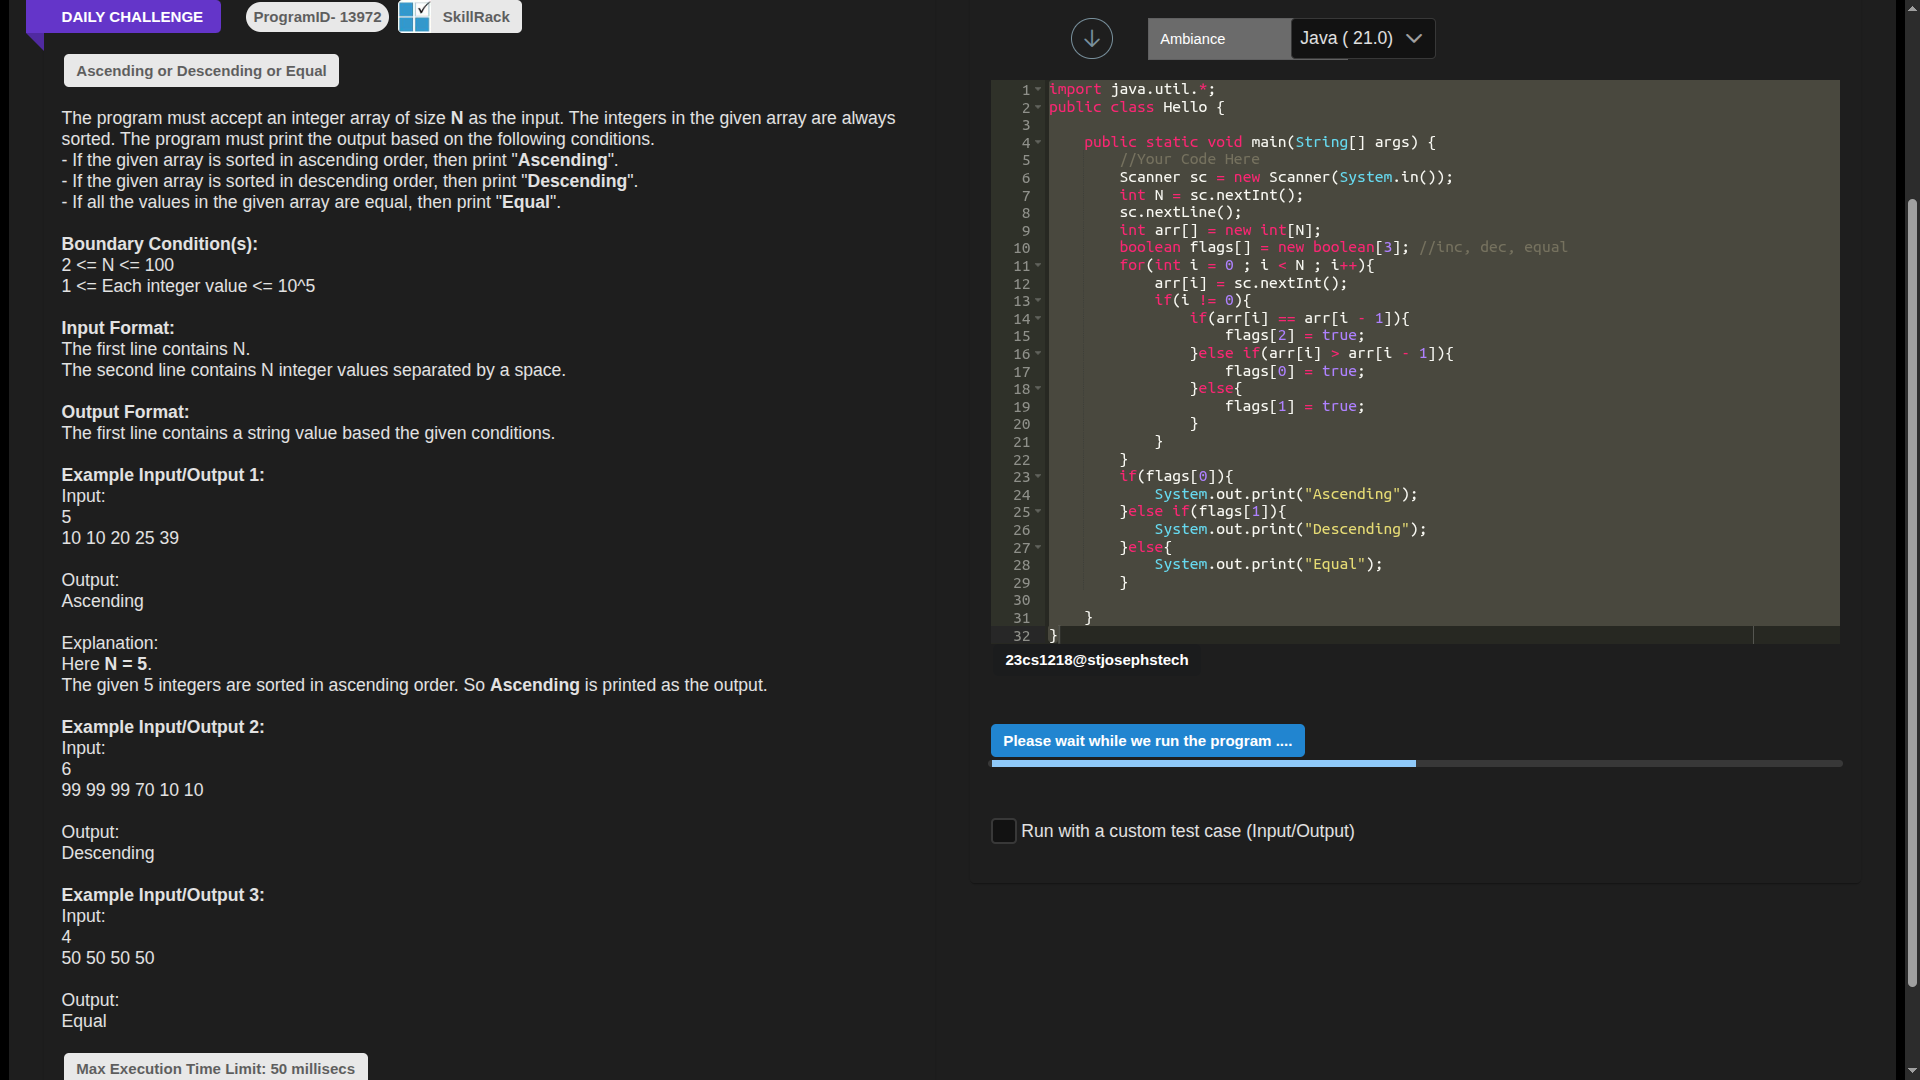 DAILY CHALLENGE
ProgramID- 13972
SkillRack
Ascending or Descending or Equal
The program must accept an integer array of size N as the input. The integers in the given array are always
sorted. The program must print the output based on the following conditions.
- If the given array is sorted in ascending order, then print "Ascending".
- If the given array is sorted in descending order, then print "Descending".
- If all the values in the given array are equal, then print "Equal".
Boundary Condition(s):
2 <= N <= 100
1 <= Each integer value <= 10^5
Input Format:
The first line contains N.
The second line contains N integer values separated by a space.
Output Format:
The first line contains a string value based the given conditions.
Example Input/Output 1:
Input:
5
10 10 20 25 39
Output:
Ascending
Explanation:
Here N = 5.
The given 5 integers are sorted in ascending order. So Ascending is printed as the output.
Example Input/Output 2:
Input:
6
99 99 99 70 10 10
Output:
Descending
Example Input/Output 3:
Input:
4
50 50 50 50
Output:
Equal
Max Execution Time Limit: 50 millisecs
Ambiance
Java ( 21.0)
1 import java.util.*;
2 public class Hello {
3
4     public static void main(String[] args) {
5         //Your Code Here
6         Scanner sc = new Scanner(System.in());
7         int N = sc.nextInt();
8         sc.nextLine();
9         int arr[] = new int[N];
10         boolean flags[] = new boolean[3]; //inc, dec, equal
11         for(int i = 0 ; i < N ; i++){
12             arr[i] = sc.nextInt();
13             if(i != 0){
14                 if(arr[i] == arr[i - 1]){
15                     flags[2] = true;
16                 }else if(arr[i] > arr[i - 1]){
17                     flags[0] = true;
18                 }else{
19                     flags[1] = true;
20                 }
21             }
22         }
23         if(flags[0]){
24             System.out.print("Ascending");
25         }else if(flags[1]){
26             System.out.print("Descending");
27         }else{
28             System.out.print("Equal");
29         }
30
31     }
32 }
23cs1218@stjosephstech
Please wait while we run the program ....
Run with a custom test case (Input/Output)